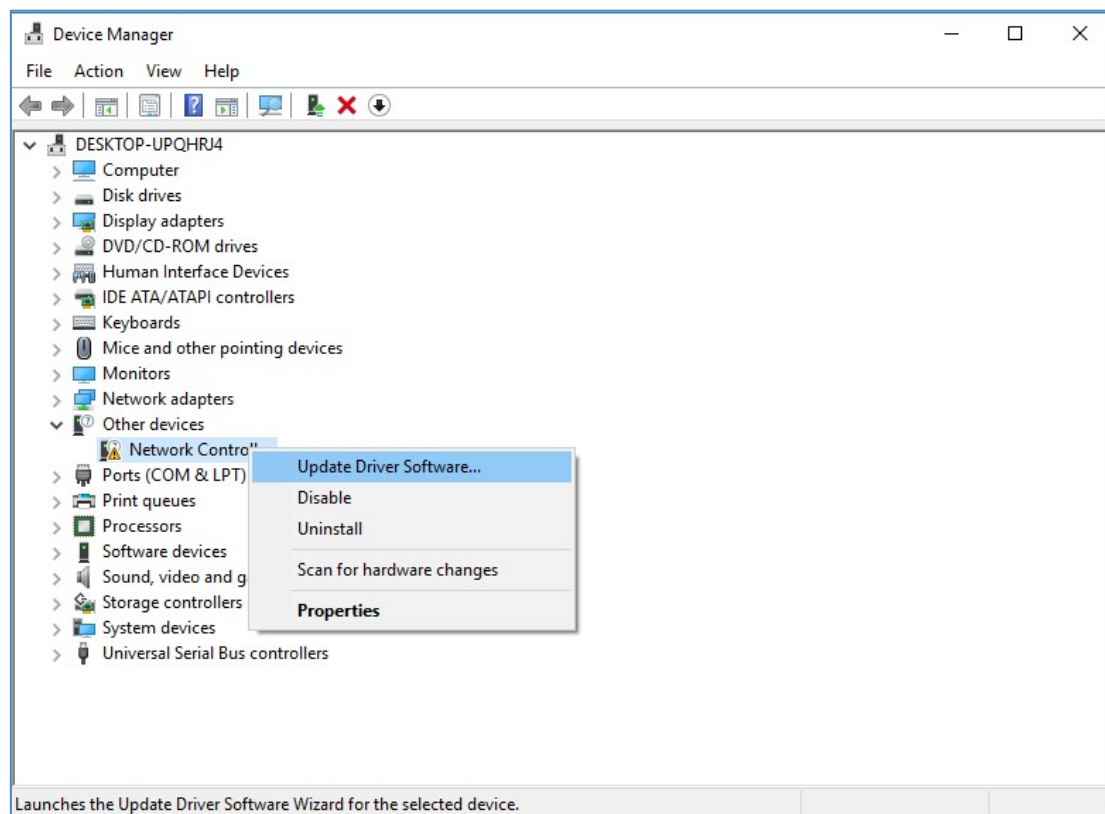 Device Manager
File Action View Help
DESKTOP-UPQHRJ4
Computer
Disk drives
Display adapters
DVD/CD-ROM drives
Human Interface Devices
IDE ATA/ATAPI controllers
Keyboards
Mice and other pointing devices
Monitors
Network adapters
Other devices
Network Controll
Update Driver Software...
Ports (COM & LPT)
Disable
Print queues
Uninstall
Processors
Software devices
Scan for hardware changes
Sound, video and g
Storage controllers
Properties
System devices
Universal Serial Bus controllers
Launches the Update Driver Software Wizard for the selected device.